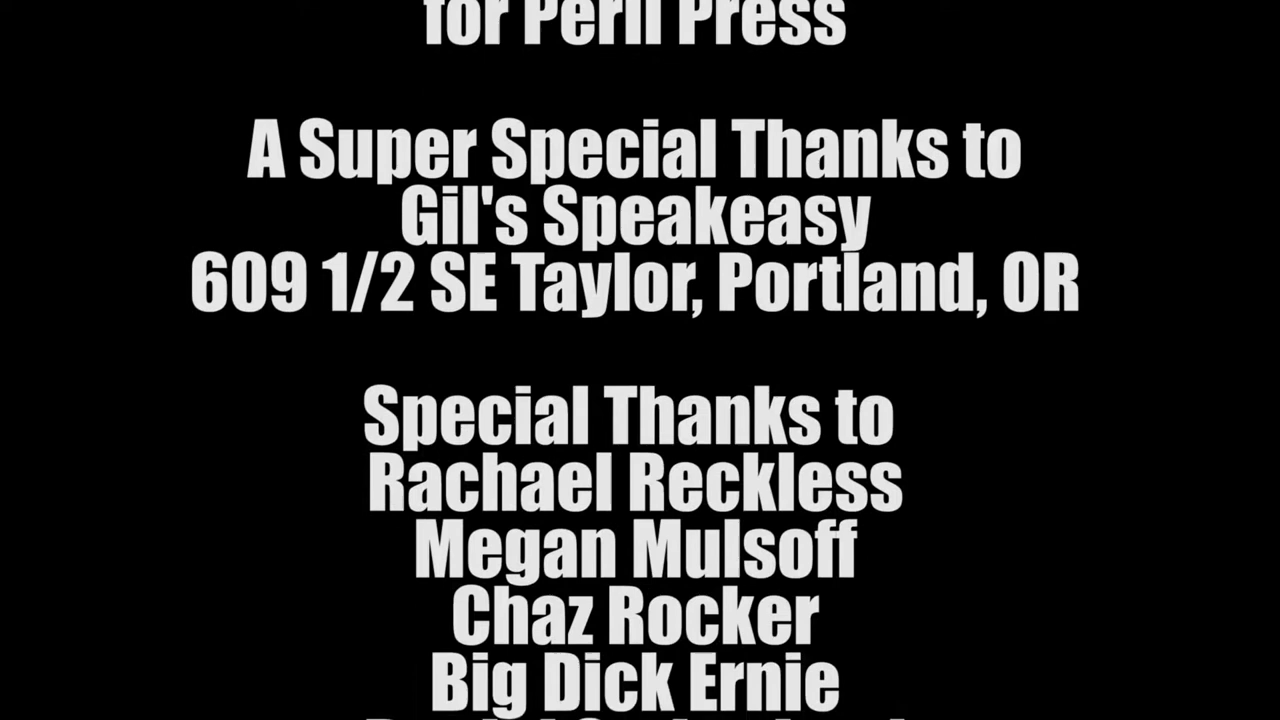 for Peril Press
A Super Special Thanks to
Gil's Speakeasy
609 1/2 SE Taylor, Portland, OR
Special Thanks to
Rachael Reckless
Megan Mulsoff
Chaz Rocker
Big Dick Ernie